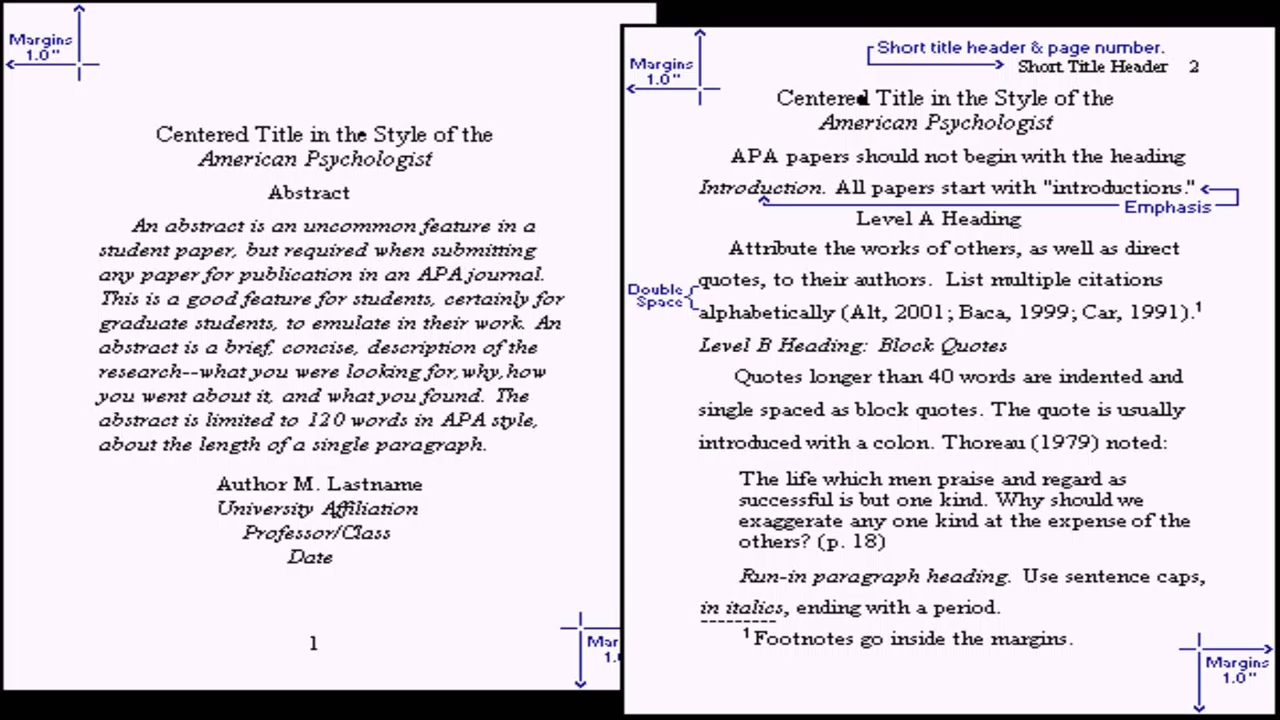 Margins
1.0"
Centered Title in the Style of the
American Psychologist
Abstract
An abstract is an uncommon feature in a
student paper, but required when submitting
any paper for publication in an APA journal.
This is a good feature for students, certainly for
graduate students, to emulate in their work. An
abstract is a brief, concise, description of the
research--what you were looking for, why, how
you went about it, and what you found. The
abstract is limited to 120 words in APA style,
about the length of a single paragraph.
Author M. Lastname
University Affiliation
Professor/Class
Date
1
Mar
1.
Margins
1.0"
Short title header & page number.
Short Title Header 2
Centered Title in the Style of the
American Psychologist
APA papers should not begin with the heading
Introduction. All papers start with "introductions."
Emphasis
Level A Heading
Attribute the works of others, as well as direct
quotes, to their authors. List multiple citations
Double
Space
alphabetically (Alt, 2001; Baca, 1999; Car, 1991).¹
Level B Heading: Block Quotes
Quotes longer than 40 words are indented and
single spaced as block quotes. The quote is usually
introduced with a colon. Thoreau (1979) noted:
The life which men praise and regard as
successful is but one kind. Why should we
exaggerate any one kind at the expense of the
others? (p. 18)
Run-in paragraph heading. Use sentence caps,
in italics, ending with a period.
¹Footnotes go inside the margins.
Margins
1.0"